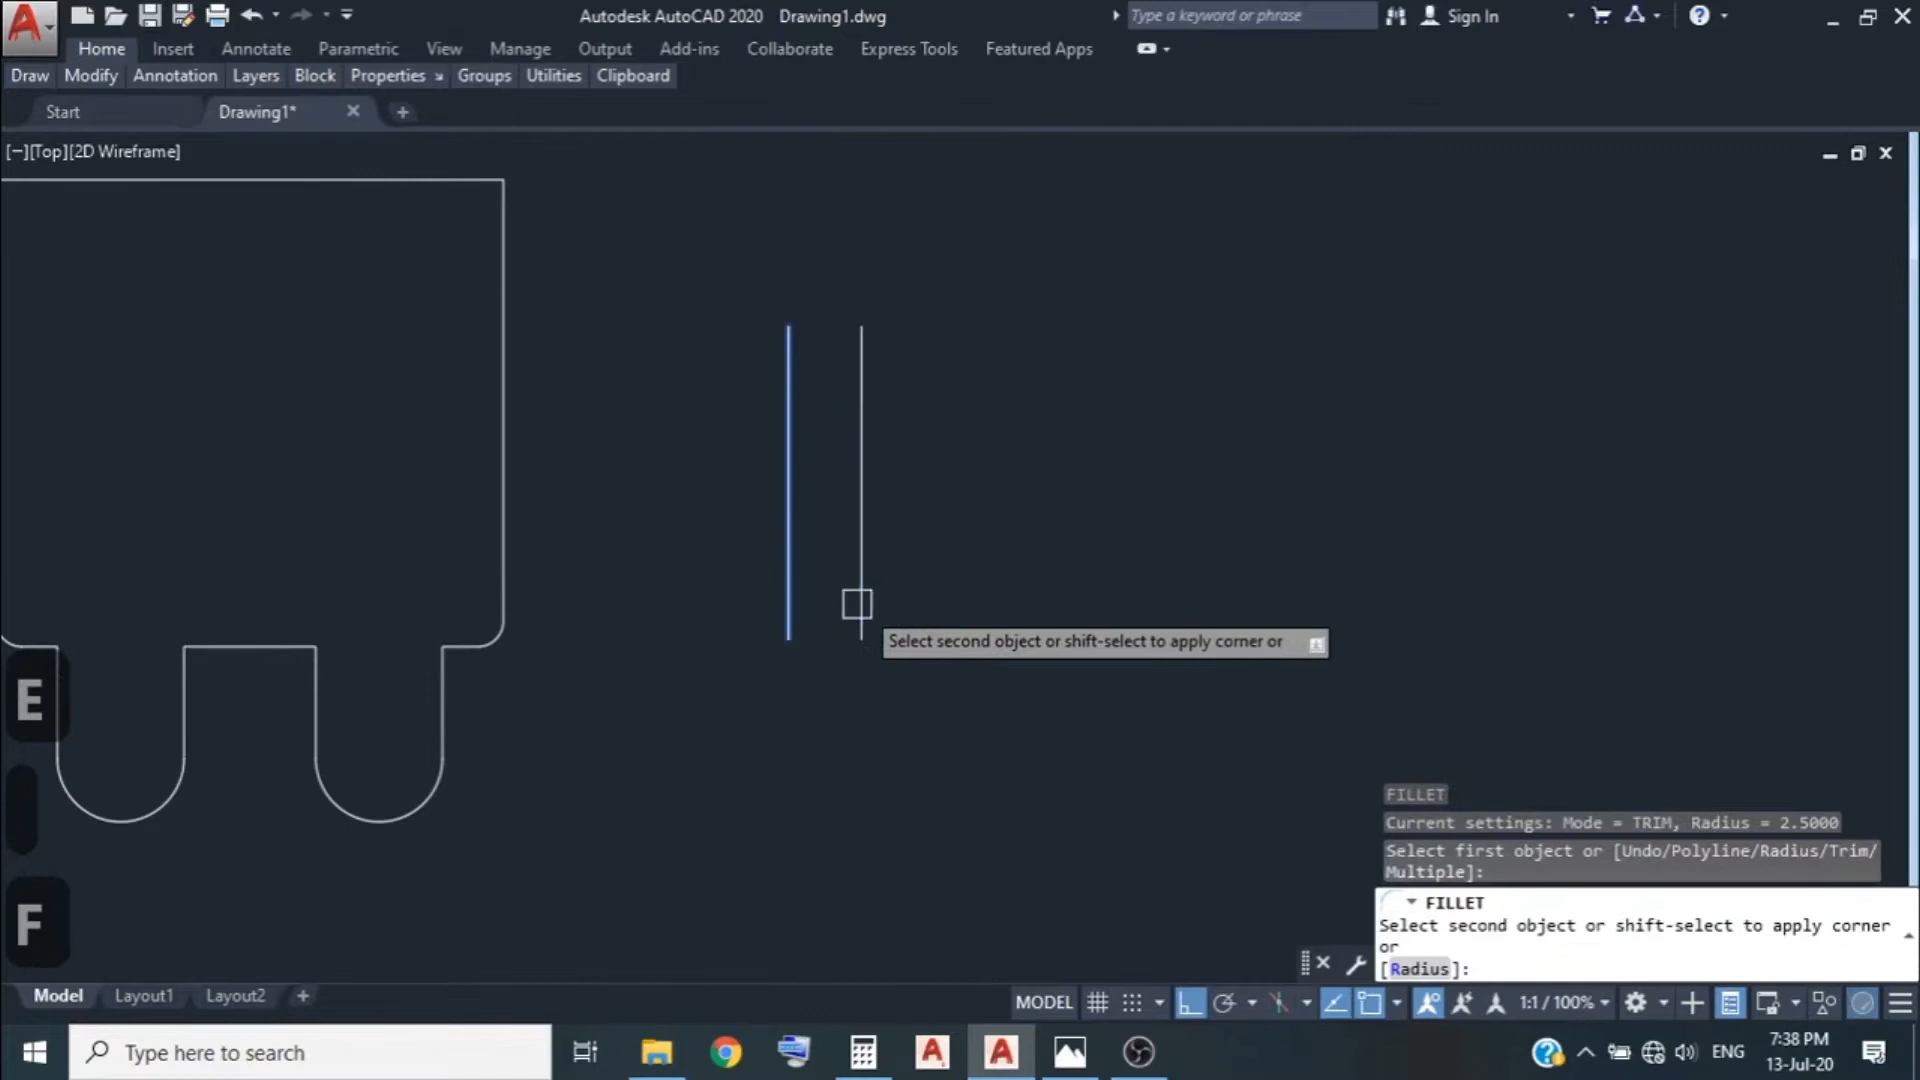 Autodesk AutoCAD 2020 Drawing1.dwg
Type a keyword or phrase
Sign In
Home Insert Annotate Parametric View Manage Output Add-ins Collaborate Express Tools Featured Apps
Draw Modify Annotation Layers Block Properties Groups Utilities Clipboard
Start Drawing1*
[−][Top][2D Wireframe]
Select second object or shift-select to apply corner or
E
F
FILLET
Current settings: Mode = TRIM, Radius = 2.5000
Select first object or [Undo/Polyline/Radius/Trim/
Multiple]:
FILLET
Select second object or shift-select to apply corner
or
[Radius]:
Model Layout1 Layout2 +
MODEL 1:1 / 100%
Type here to search
ENG
7:38 PM
13-Jul-20